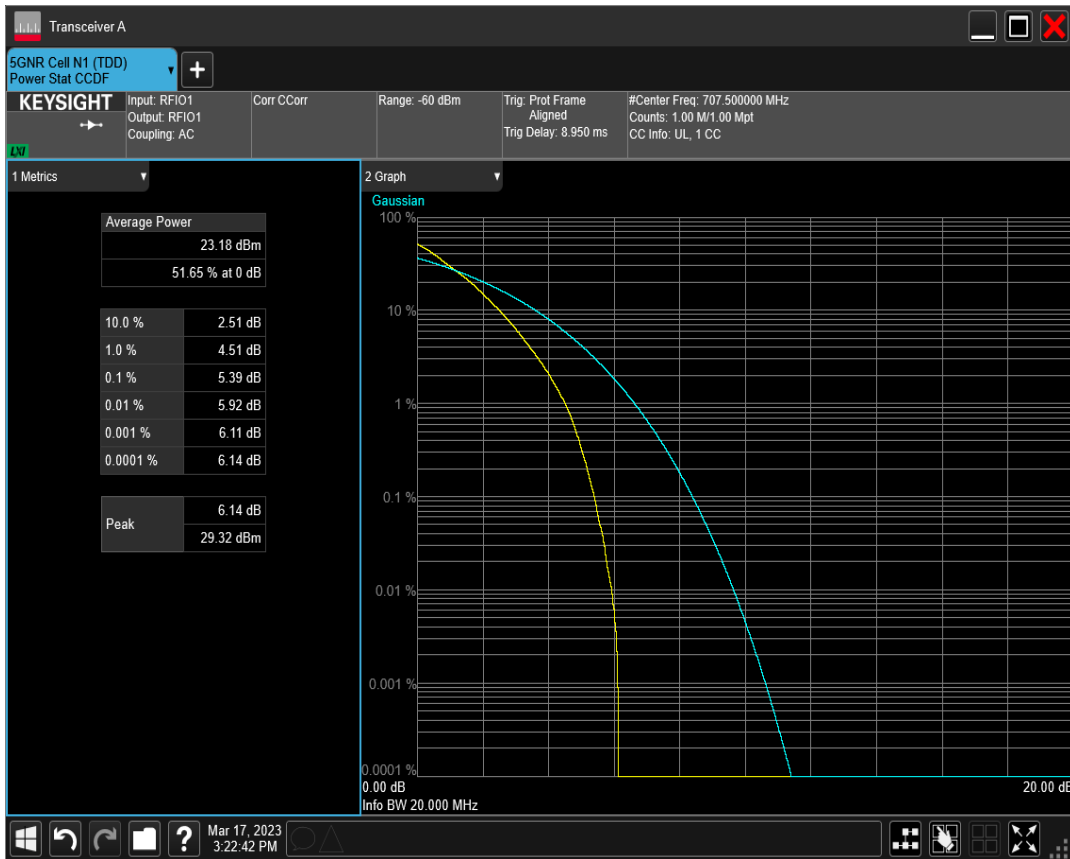 Transceiver A
5GNR Cell N1 (TDD)
Power Stat CCDF
KEYSIGHT
LXI
Input: RFIO1
Output: RFIO1
Coupling: AC
Corr CCorr
Range: -60 dBm
Trig: Prot Frame
Aligned
Trig Delay: 8.950 ms
#Center Freq: 707.500000 MHz
Counts: 1.00 M/1.00 Mpt
CC Info: UL, 1 CC
1 Metrics
Average Power
23.18 dBm
51.65 % at 0 dB
10.0 % 2.51 dB
1.0 % 4.51 dB
0.1 % 5.39 dB
0.01 % 5.92 dB
0.001 % 6.11 dB
0.0001 % 6.14 dB
Peak 6.14 dB
29.32 dBm
2 Graph
Gaussian
100 %
10 %
1 %
0.1 %
0.01 %
0.001 %
0.0001 %
0.00 dB 20.00 dB
Info BW 20.000 MHz
? Mar 17, 2023
3:22:42 PM